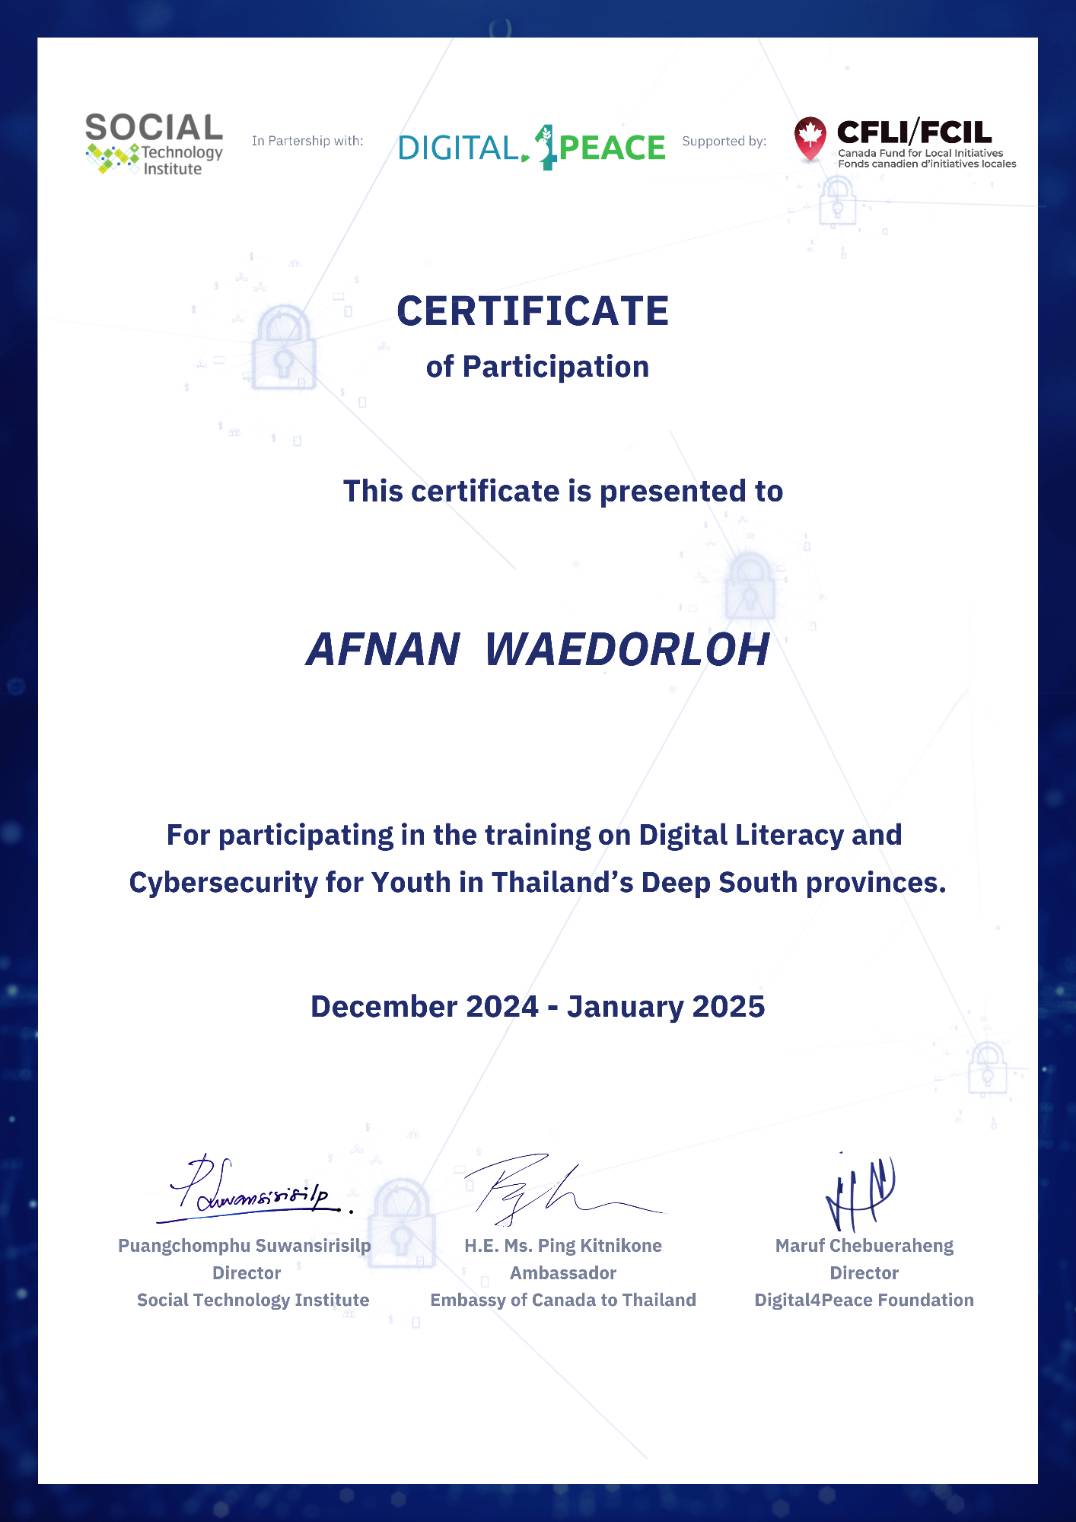 SOCIAL
Technology
Institute
In Partership with:
DIGITAL 4 PEACE
Supported by:
CFLI/FCIL
Canada Fund for Local Initiatives
Fonds canadien d'initiatives locales
CERTIFICATE
of Participation
This certificate is presented to
AFNAN WAEDORLOH
For participating in the training on Digital Literacy and
Cybersecurity for Youth in Thailand's Deep South provinces.
December 2024 - January 2025
Puangchomphu Suwansirisilp
Director
Social Technology Institute
H.E. Ms. Ping Kitnikone
Ambassador
Embassy of Canada to Thailand
Maruf Chebueraheng
Director
Digital4Peace Foundation